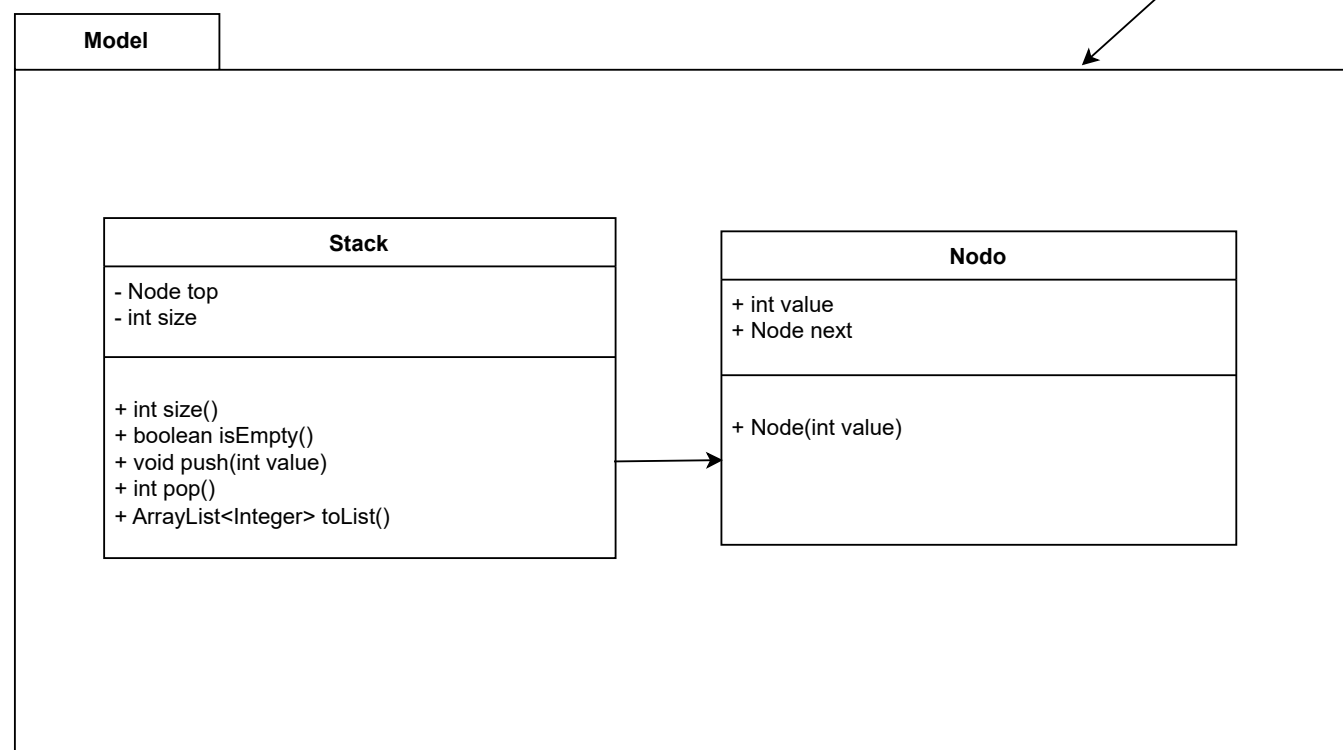 Model
Stack
- Node top
- int size
+ int size()
+ boolean isEmpty()
+ void push(int value)
+ int pop()
+ ArrayList<Integer> toList()
Nodo
+ int value
+ Node next
+ Node(int value)